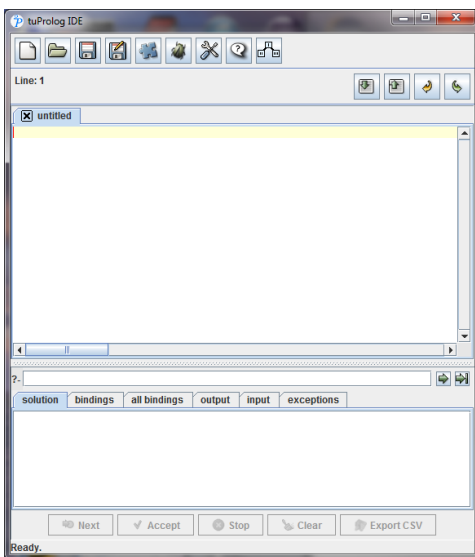 tuProlog IDE
Line: 1
untitled
?-
solution bindings all bindings output input exceptions
Next Accept Stop Clear Export CSV
Ready.